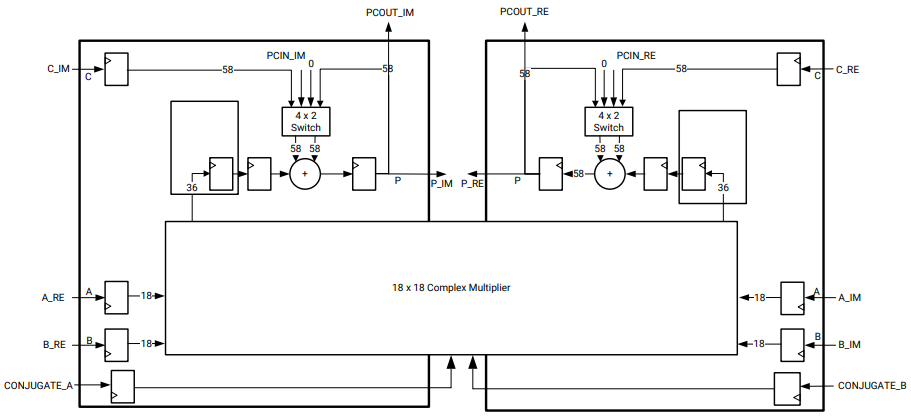 PCOUT_IM
PCOUT_RE
C_IM
C
58
PCIN_IM
0
58
58
PCIN_RE
0
58
C
C_RE
4 x 2
Switch
4 x 2
Switch
58
58
58
58
36
+
P
P_IM
P_RE
P
58
+
36
18 x 18 Complex Multiplier
A_RE
A
18
18
A
A_IM
B_RE
B
18
18
B
B_IM
CONJUGATE_A
CONJUGATE_B